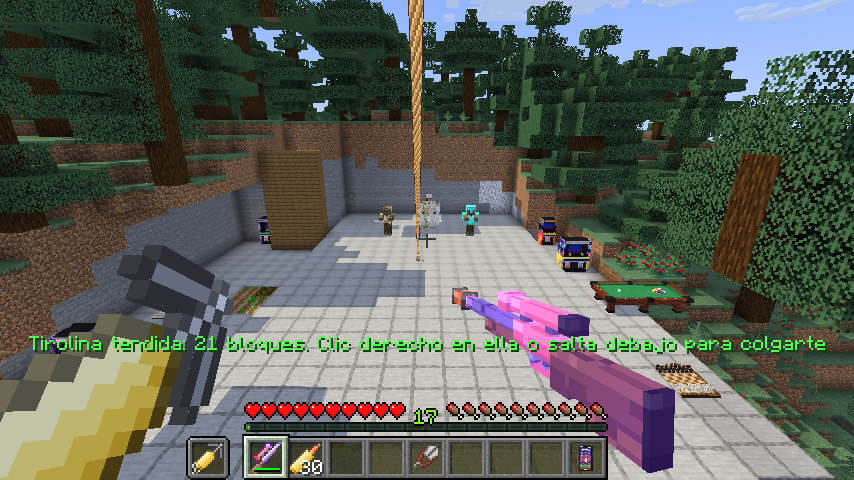 Tirolina tendida: 21 bloques. Clic derecho en ella o salta debajo para colgarte
17
30